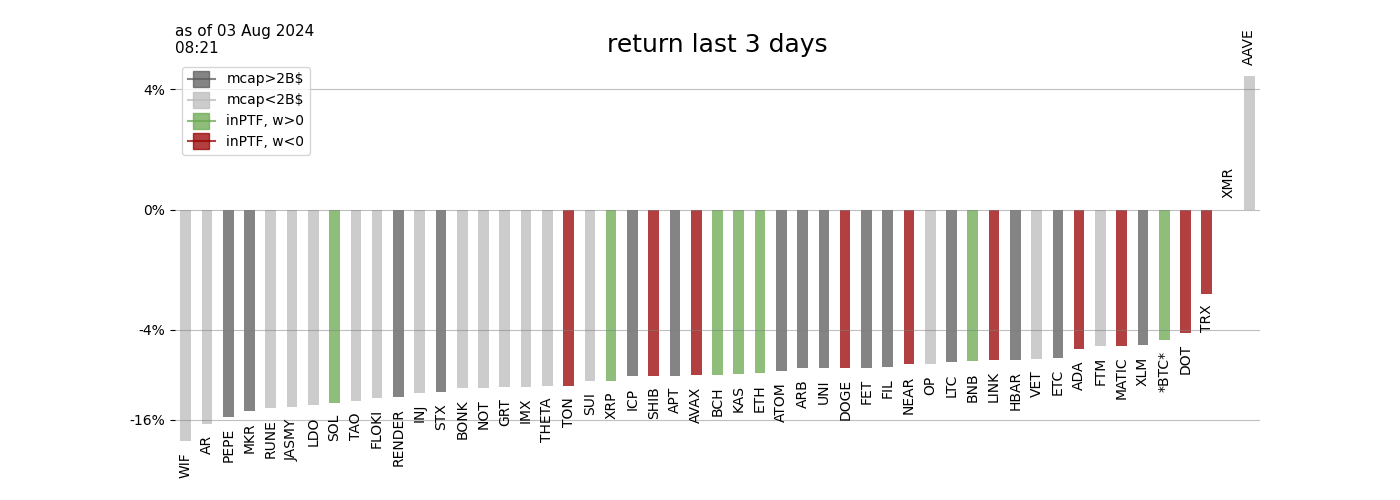 as of 03 Aug 2024
08:21
return last 3 days
mcap>2B$
mcap<2B$
inPTF, w>0
inPTF, w<0
4%
0%
-4%
-16%
WIF
AR
PEPE
MKR
RUNE
JASMY
LDO
SOL
TAO
FLOKI
RENDER
INJ
STX
BONK
NOT
GRT
IMX
THETA
TON
SUI
XRP
ICP
SHIB
APT
AVAX
BCH
KAS
ETH
ATOM
ARB
UNI
DOGE
FET
FIL
NEAR
OP
LTC
BNB
LINK
HBAR
VET
ETC
ADA
FTM
MATIC
XLM
*BTC*
DOT
TRX
XMR
AAVE